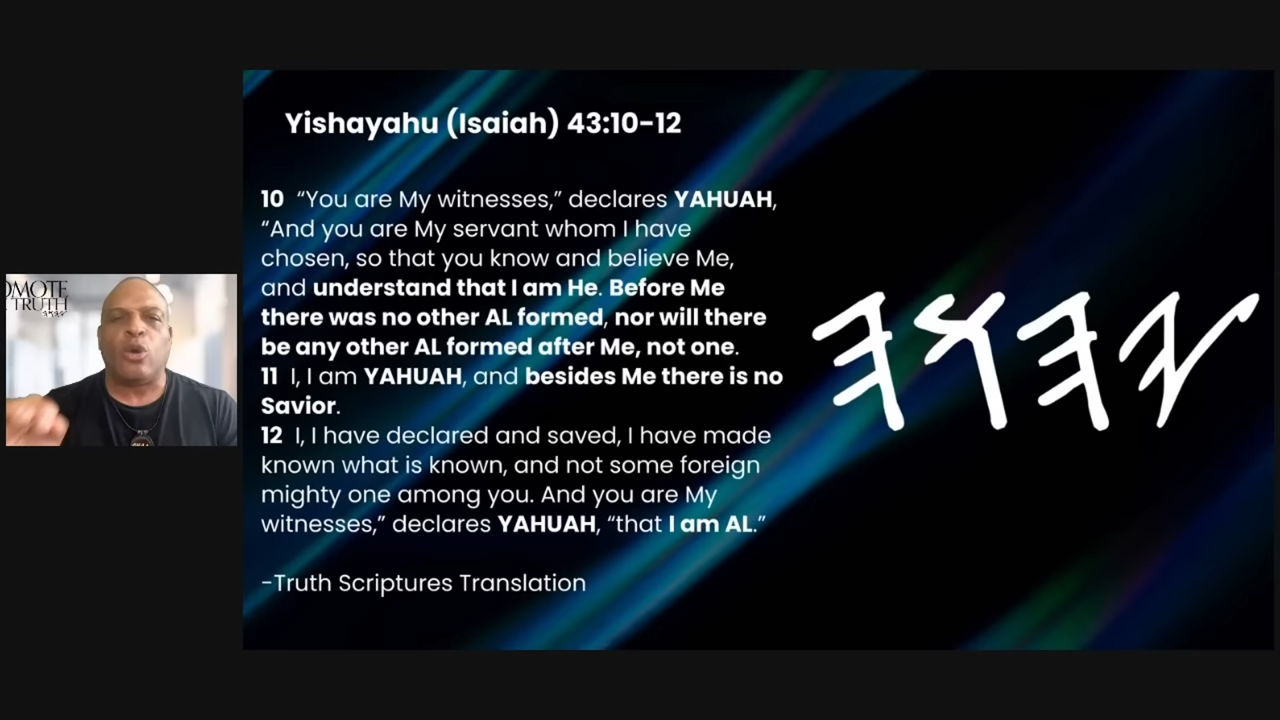 Yishayahu (Isaiah) 43:10-12
10 “You are My witnesses,” declares YAHUAH,
“And you are My servant whom I have
chosen, so that you know and believe Me,
and understand that I am He. Before Me
there was no other AL formed, nor will there
be any other AL formed after Me, not one.
11 I, I am YAHUAH, and besides Me there is no
Savior.
12 I, I have declared and saved, I have made
known what is known, and not some foreign
mighty one among you. And you are My
witnesses,” declares YAHUAH, “that I am AL.”
-Truth Scriptures Translation
𐤉𐤄𐤅𐤄
OMOTE
TRUTH